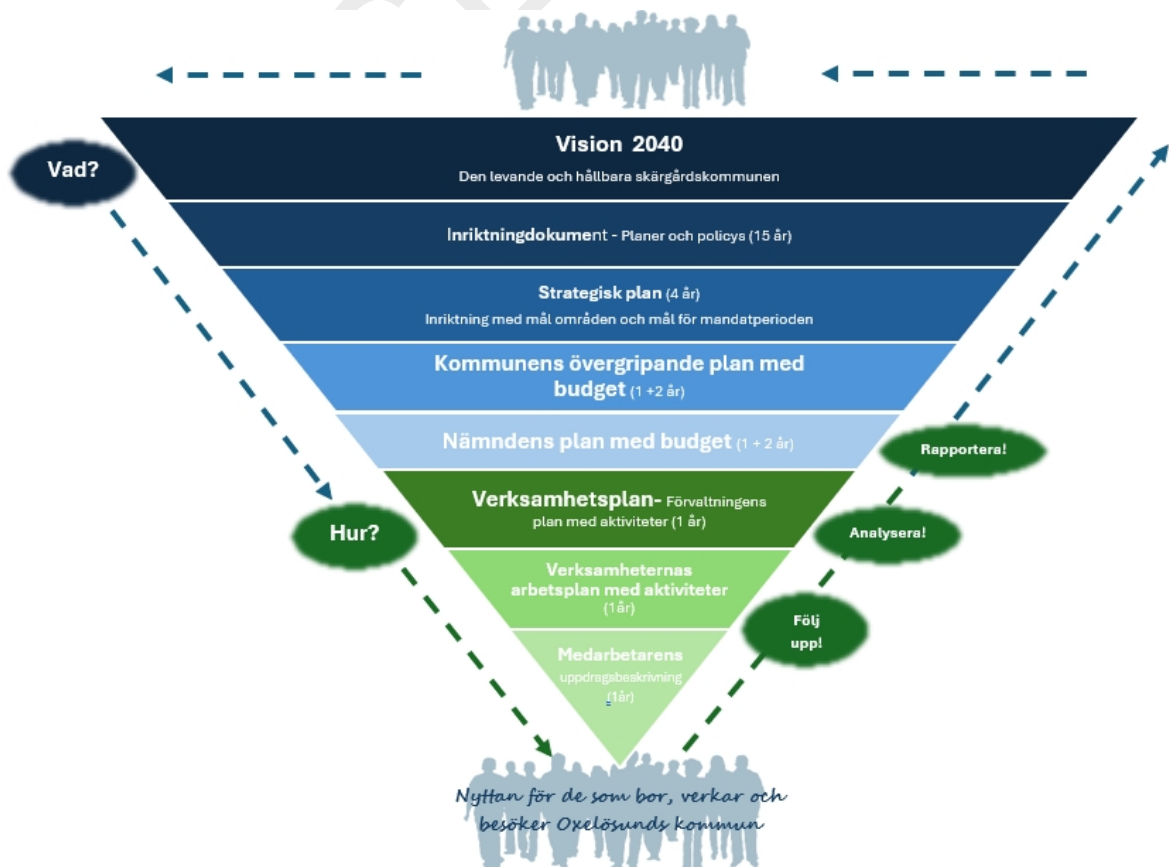 Vision 2040
Den levande och hållbara skärgårdskommunen
Vad?
Inriktningdokument - Planer och policys (15 år)
Strategisk plan (4 år)
Inriktning med mål områden och mål för mandatperioden
Kommunens övergripande plan med
budget (1 +2 år)
Nämndens plan med budget (1 + 2 år)
Rapportera!
Verksamhetsplan- Förvaltningens
plan med aktiviteter (1 år)
Hur?
Analysera!
Verksamheternas
arbetsplan med aktiviteter
(1år)
Följ
upp!
Medarbetarens
uppdragsbeskrivning
(1år)
Nyttan för de som bor, verkar och
besöker Oxelösunds kommun